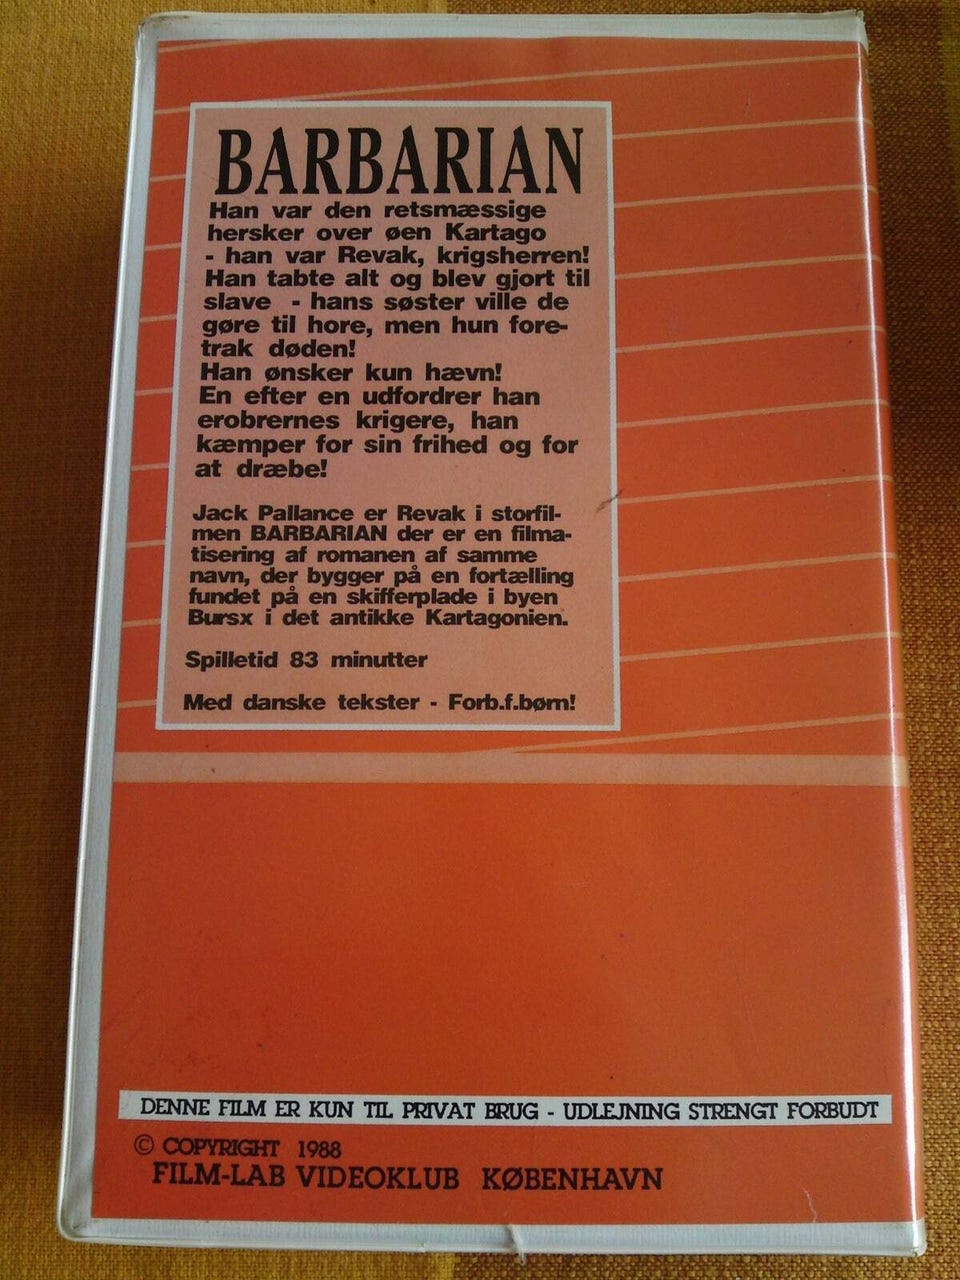 BARBARIAN
Han var den retsmæssige
hersker over øen Kartago
- han var Revak, krigsherren!
Han tabte alt og blev gjort til
slave - hans søster ville de
gøre til hore, men hun fore-
trak døden!
Han ønsker kun hævn!
En efter en udfordrer han
erobrernes krigere, han
kæmper for sin frihed og for
at dræbe!
Jack Pallance er Revak i storfil-
men BARBARIAN der er en filma-
tisering af romanen af samme
navn, der bygger på en fortælling
fundet på en skifferplade i byen
Bursx i det antikke Kartagonien.
Spilletid 83 minutter
Med danske tekster - Forb.f.børn!
DENNE FILM ER KUN TIL PRIVAT BRUG - UDLEJNING STRENGT FORBUDT
© COPYRIGHT 1988
FILM-LAB VIDEOKLUB KØBENHAVN